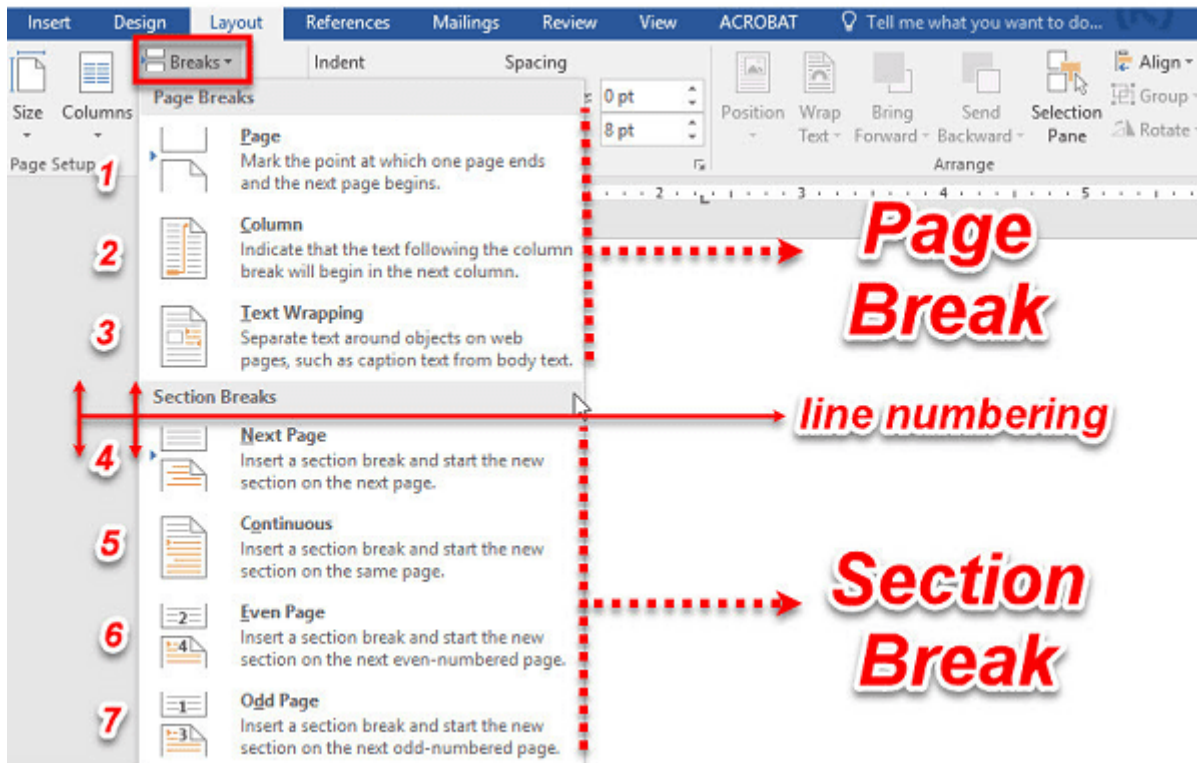 Insert Design Layout References Mailings Review View ACROBAT Tell me what you want to do...
Breaks Indent Spacing Align
Size Columns Page Breaks 0 pt Position Wrap Text Bring Forward Send Backward Selection Pane Group
8 pt Rotate
Page Setup Arrange
2 3 4 5
1 Page
Mark the point at which one page ends
and the next page begins.
2 Column
Indicate that the text following the column
break will begin in the next column.
3 Text Wrapping
Separate text around objects on web
pages, such as caption text from body text.
Page
Break
Section Breaks
line numbering
4 Next Page
Insert a section break and start the new
section on the next page.
5 Continuous
Insert a section break and start the new
section on the same page.
6 2 4 Even Page
Insert a section break and start the new
section on the next even-numbered page.
7 1 3 Odd Page
Insert a section break and start the new
section on the next odd-numbered page.
Section
Break